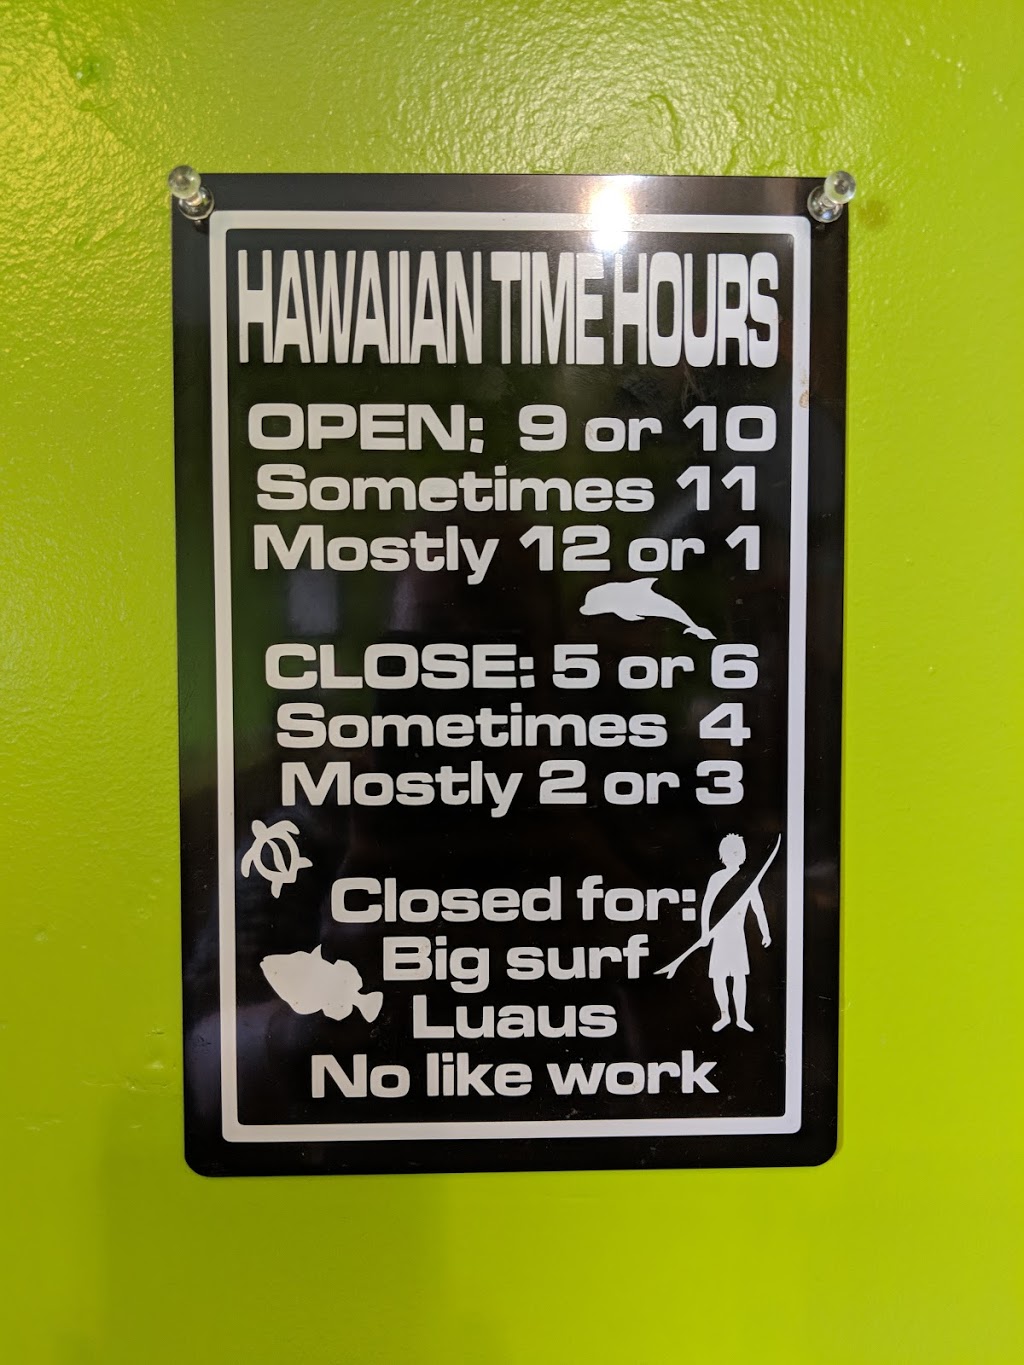 HAWAIIAN TIME HOURS
OPEN: 9 or 10
Sometimes 11
Mostly 12 or 1
CLOSE: 5 or 6
Sometimes 4
Mostly 2 or 3
Closed for:
Big surf
Luaus
No like work